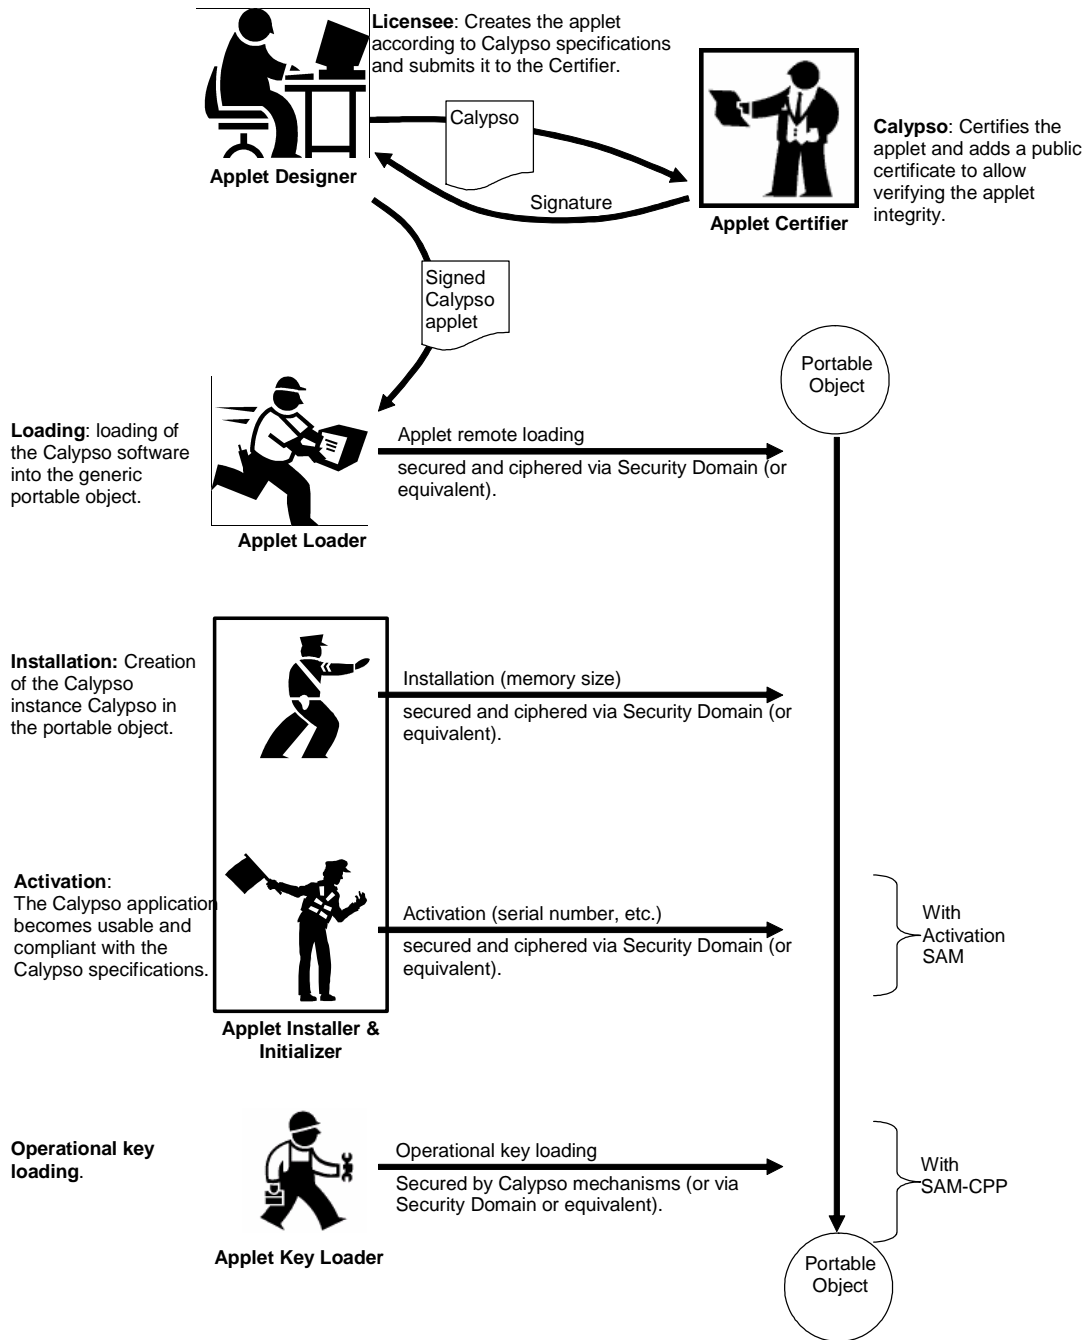 Licensee: Creates the applet
according to Calypso specifications
and submits it to the Certifier.
Calypso
Calypso: Certifies the
applet and adds a public
certificate to allow
verifying the applet
integrity.
Applet Designer
Signature
Applet Certifier
Signed
Calypso
applet
Portable
Object
Loading: loading of
the Calypso software
into the generic
portable object.
Applet remote loading
secured and ciphered via Security Domain (or
equivalent).
Applet Loader
Installation: Creation
of the Calypso
instance Calypso in
the portable object.
Installation (memory size)
secured and ciphered via Security Domain (or
equivalent).
Activation:
The Calypso application
becomes usable and
compliant with the
Calypso specifications.
Activation (serial number, etc.)
secured and ciphered via Security Domain (or
equivalent).
With
Activation
SAM
Applet Installer &
Initializer
Operational key
loading.
Operational key loading
Secured by Calypso mechanisms (or via
Security Domain or equivalent).
With
SAM-CPP
Applet Key Loader
Portable
Object